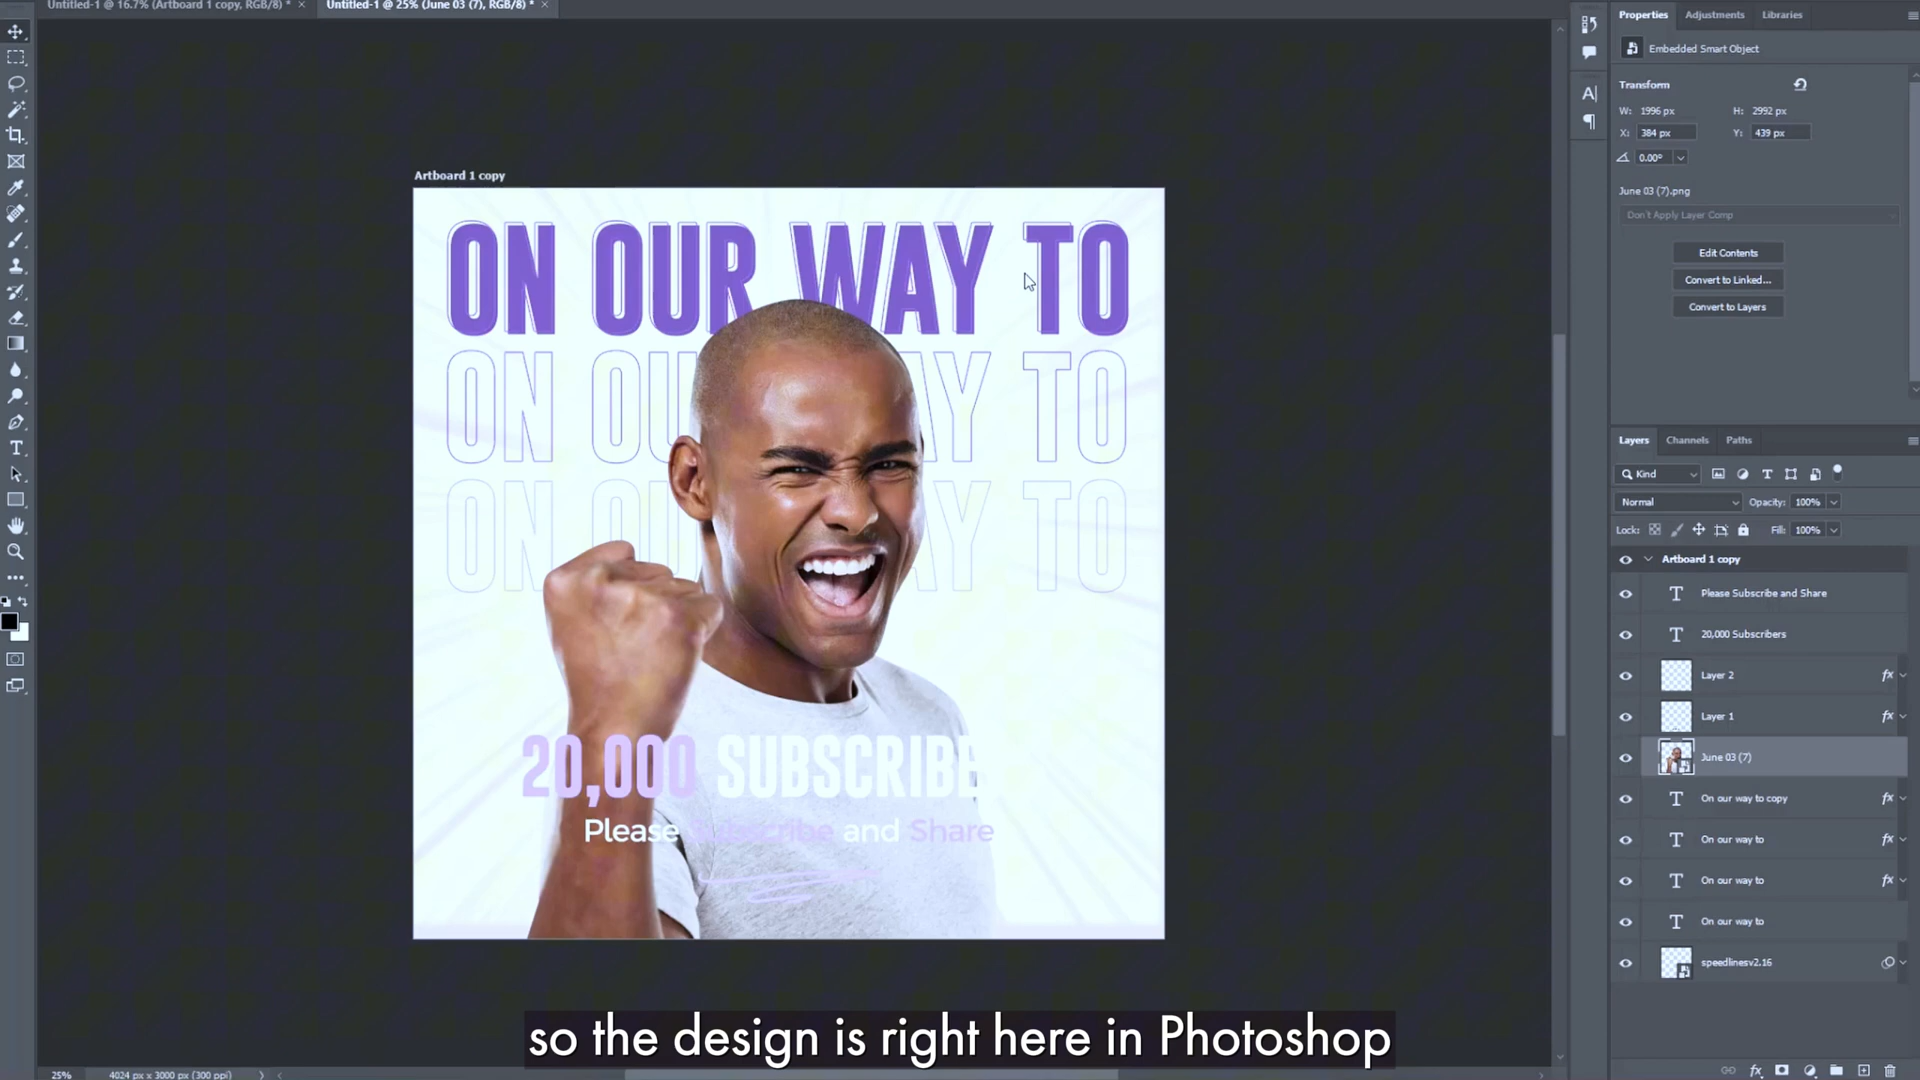 Untitled-1 @ 16.7% (Artboard 1 copy, RGB/8) *
Untitled-1 @ 25% (June 03 (7), RGB/8) *
Properties
Adjustments
Libraries
Embedded Smart Object
Transform
W: 1996 px
H: 2992 px
X: 384 px
Y: 439 px
0.00°
June 03 (7).png
Don't Apply Layer Comp
Edit Contents
Convert to Linked...
Convert to Layers
Artboard 1 copy
ON OUR WAY TO
ON OU AY TO
ON OU AY TO
20,000 SUBSCRIBE
Please Subscribe and Share
Layers
Channels
Paths
Kind
Normal
Opacity: 100%
Lock:
Fill: 100%
Artboard 1 copy
Please Subscribe and Share
20,000 Subscribers
Layer 2
Layer 1
June 03 (7)
On our way to copy
On our way to
On our way to
On our way to
speedlinesv2.16
so the design is right here in Photoshop
25%
4024 px x 3000 px (300 ppi)